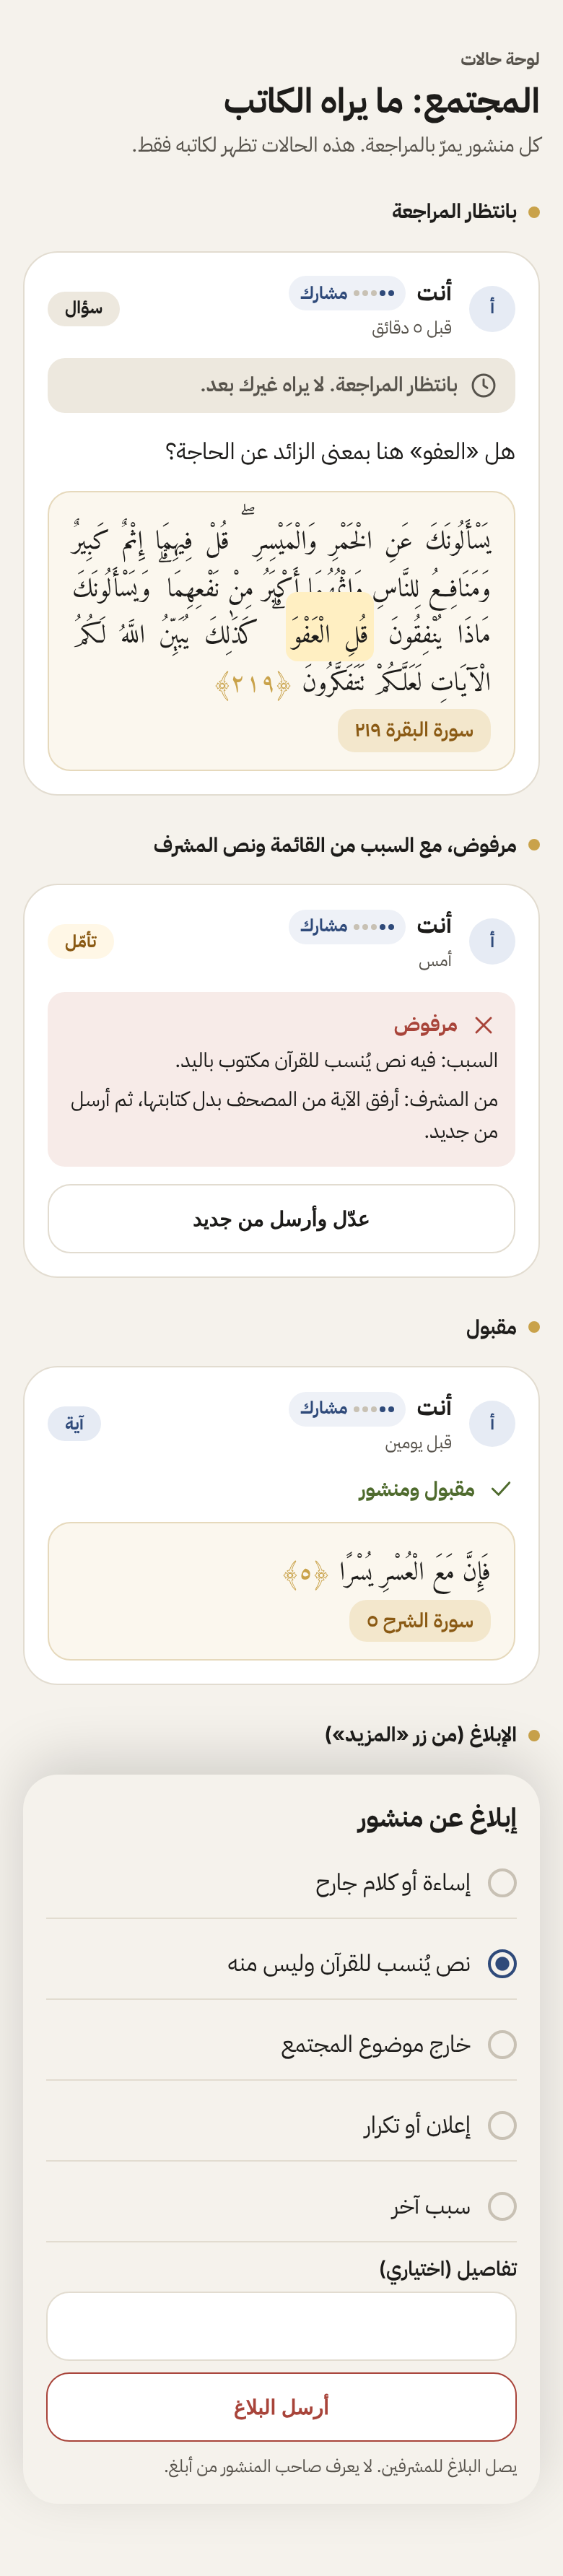 لوحة حالات
المجتمع: ما يراه الكاتب
كل منشور يمرّ بالمراجعة. هذه الحالات تظهر لكاتبه فقط.
بانتظار المراجعة
أ
أنت
مشارك
سؤال
قبل ٥ دقائق
بانتظار المراجعة. لا يراه غيرك بعد.
هل «العفو» هنا بمعنى الزائد عن الحاجة؟
يَسْأَلُونَكَ عَنِ الْخَمْرِ وَالْمَيْسِرِ ۖ قُلْ فِيهِمَا إِثْمٌ كَبِيرٌ
وَمَنَافِعُ لِلنَّاسِ وَإِثْمُهُمَا أَكْبَرُ مِنْ نَفْعِهِمَا ۗ وَيَسْأَلُونَكَ
مَاذَا يُنْفِقُونَ قُلِ الْعَفْوَ ۗ كَذَٰلِكَ يُبَيِّنُ اللَّهُ لَكُمُ
الْآيَاتِ لَعَلَّكُمْ تَتَفَكَّرُونَ ﴿٢١٩﴾
سورة البقرة ٢١٩
مرفوض، مع السبب من القائمة ونص المشرف
أ
أنت
مشارك
تأمّل
أمس
مرفوض
السبب: فيه نص يُنسب للقرآن مكتوب باليد.
من المشرف: أرفق الآية من المصحف بدل كتابتها، ثم أرسل
من جديد.
عدّل وأرسل من جديد
مقبول
أ
أنت
مشارك
آية
قبل يومين
مقبول ومنشور
فَإِنَّ مَعَ الْعُسْرِ يُسْرًا ﴿٥﴾
سورة الشرح ٥
الإبلاغ (من زر «المزيد»)
إبلاغ عن منشور
إساءة أو كلام جارح
نص يُنسب للقرآن وليس منه
خارج موضوع المجتمع
إعلان أو تكرار
سبب آخر
تفاصيل (اختياري)
أرسل البلاغ
يصل البلاغ للمشرفين. لا يعرف صاحب المنشور من أبلغ.